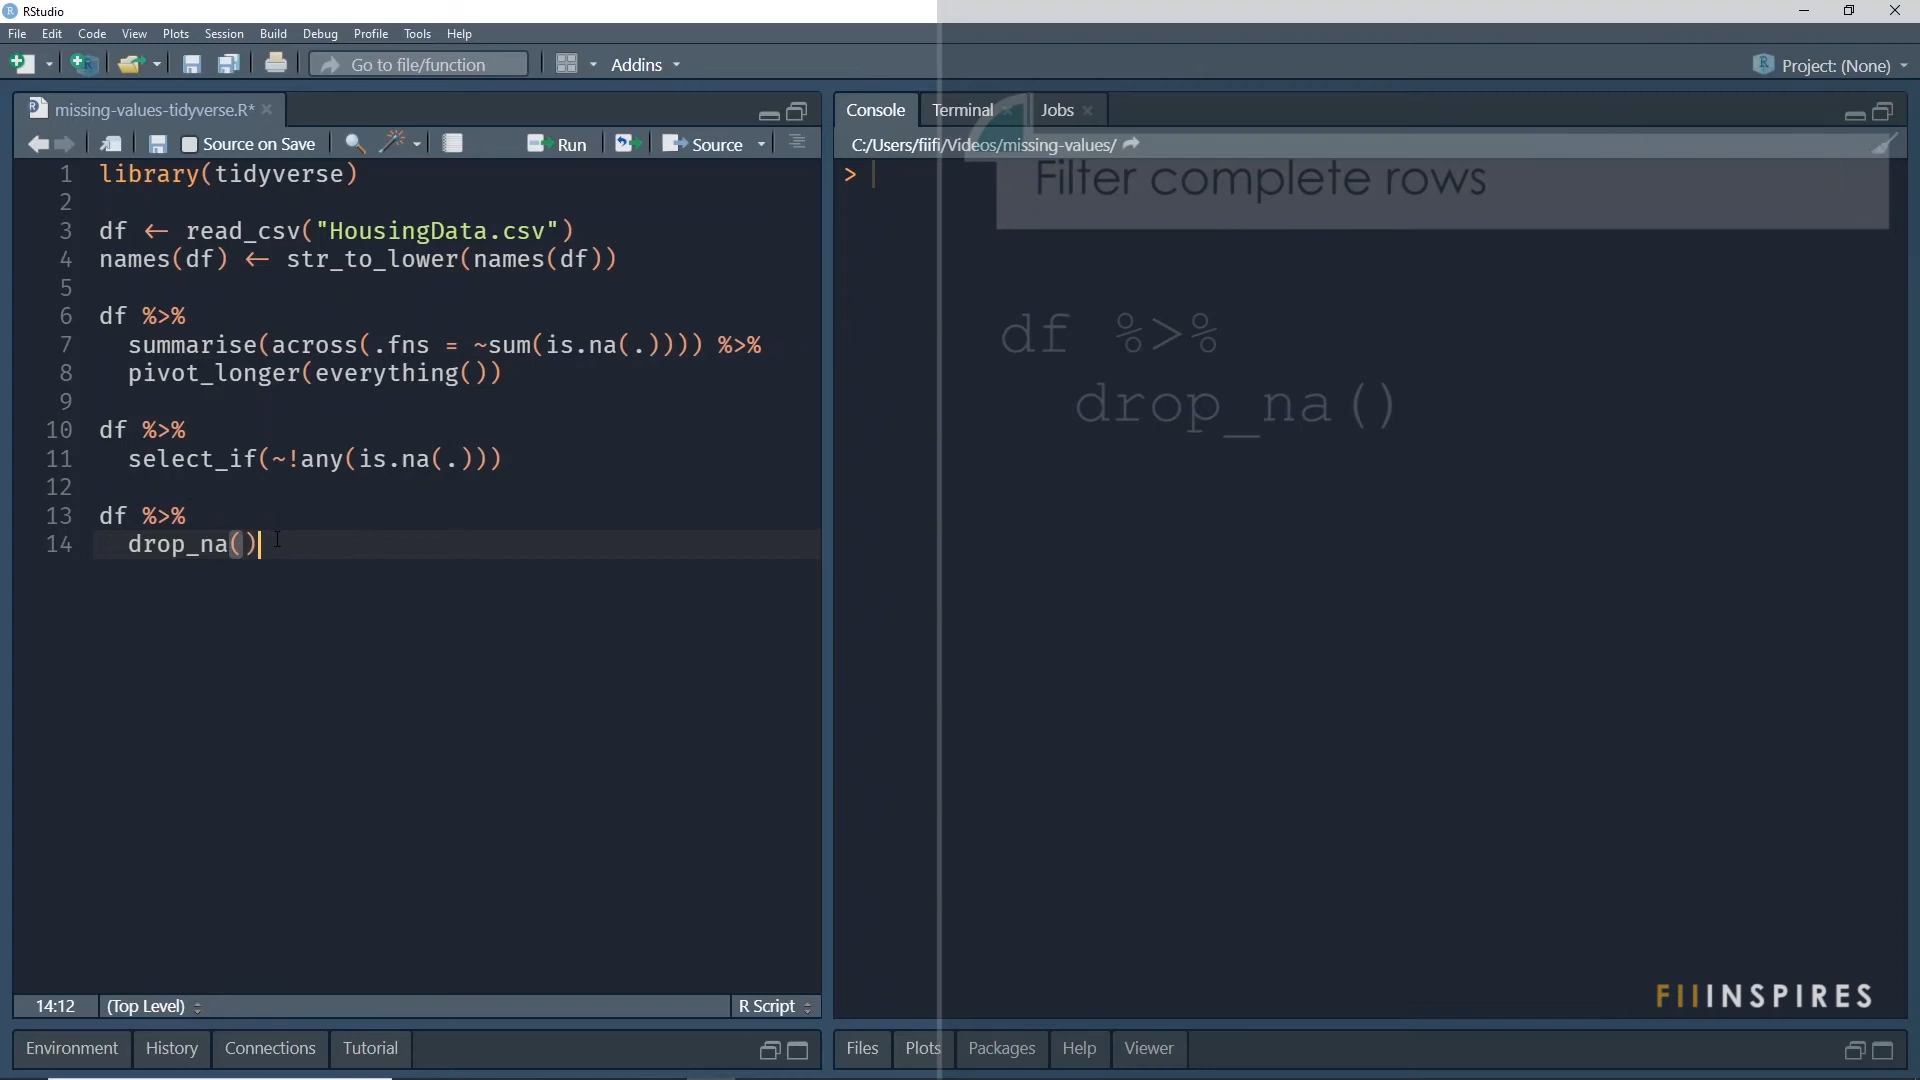 RStudio
File Edit Code View Plots Session Build Debug Profile Tools Help
Go to file/function Addins Project: (None)
missing-values-tidyverse.R*
Source on Save Run Source
1 library(tidyverse)
2
3 df <- read_csv("HousingData.csv")
4 names(df) <- str_to_lower(names(df))
5
6 df %>%
7 summarise(across(.fns = ~sum(is.na(.)))) %>%
8 pivot_longer(everything())
9
10 df %>%
11 select_if(~!any(is.na(.)))
12
13 df %>%
14 drop_na()
14:12 (Top Level) R Script
Environment History Connections Tutorial
Console Terminal Jobs
C:/Users/fiifi/Videos/missing-values/
>
Filter complete rows
df %>%
drop_na()
FIIINSPIRES
Files Plots Packages Help Viewer